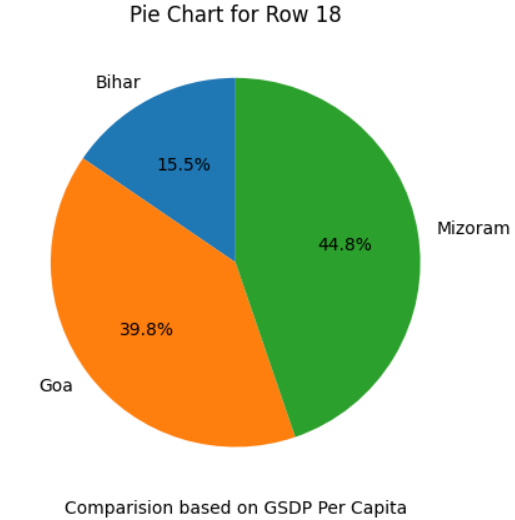 Pie Chart for Row 18
Bihar
15.5%
Mizoram
44.8%
39.8%
Goa
Comparision based on GSDP Per Capita